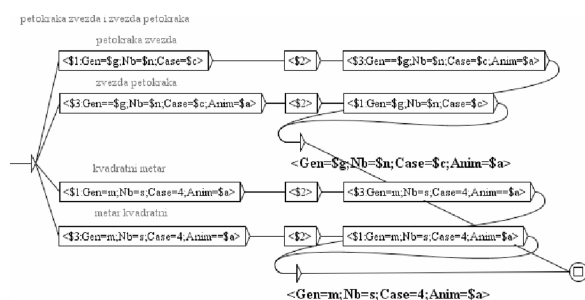 petokraka zvezda i zvezda petokraka
petokraka zvezda
<$1:Gen=$g;Nb=$n;Case=$c> <$2> <$3:Gen==$g;Nb=$n;Case=$c;Anim=$a>
zvezda petokraka
<$3:Gen==$g;Nb=$n;Case=$c;Anim=$a> <$2> <$1:Gen=$g;Nb=$n;Case=$c>
<Gen=$g;Nb=$n;Case=$c;Anim=$a>
kvadratni metar
<$1:Gen=m;Nb=s;Case=4;Anim=$a> <$2> <$3:Gen=m;Nb=s;Case=4;Anim==$a>
metar kvadratni
<$3:Gen=m;Nb=s;Case=4;Anim==$a> <$2> <$1:Gen=m;Nb=s;Case=4;Anim=$a>
<Gen=m;Nb=s;Case=4;Anim=$a>